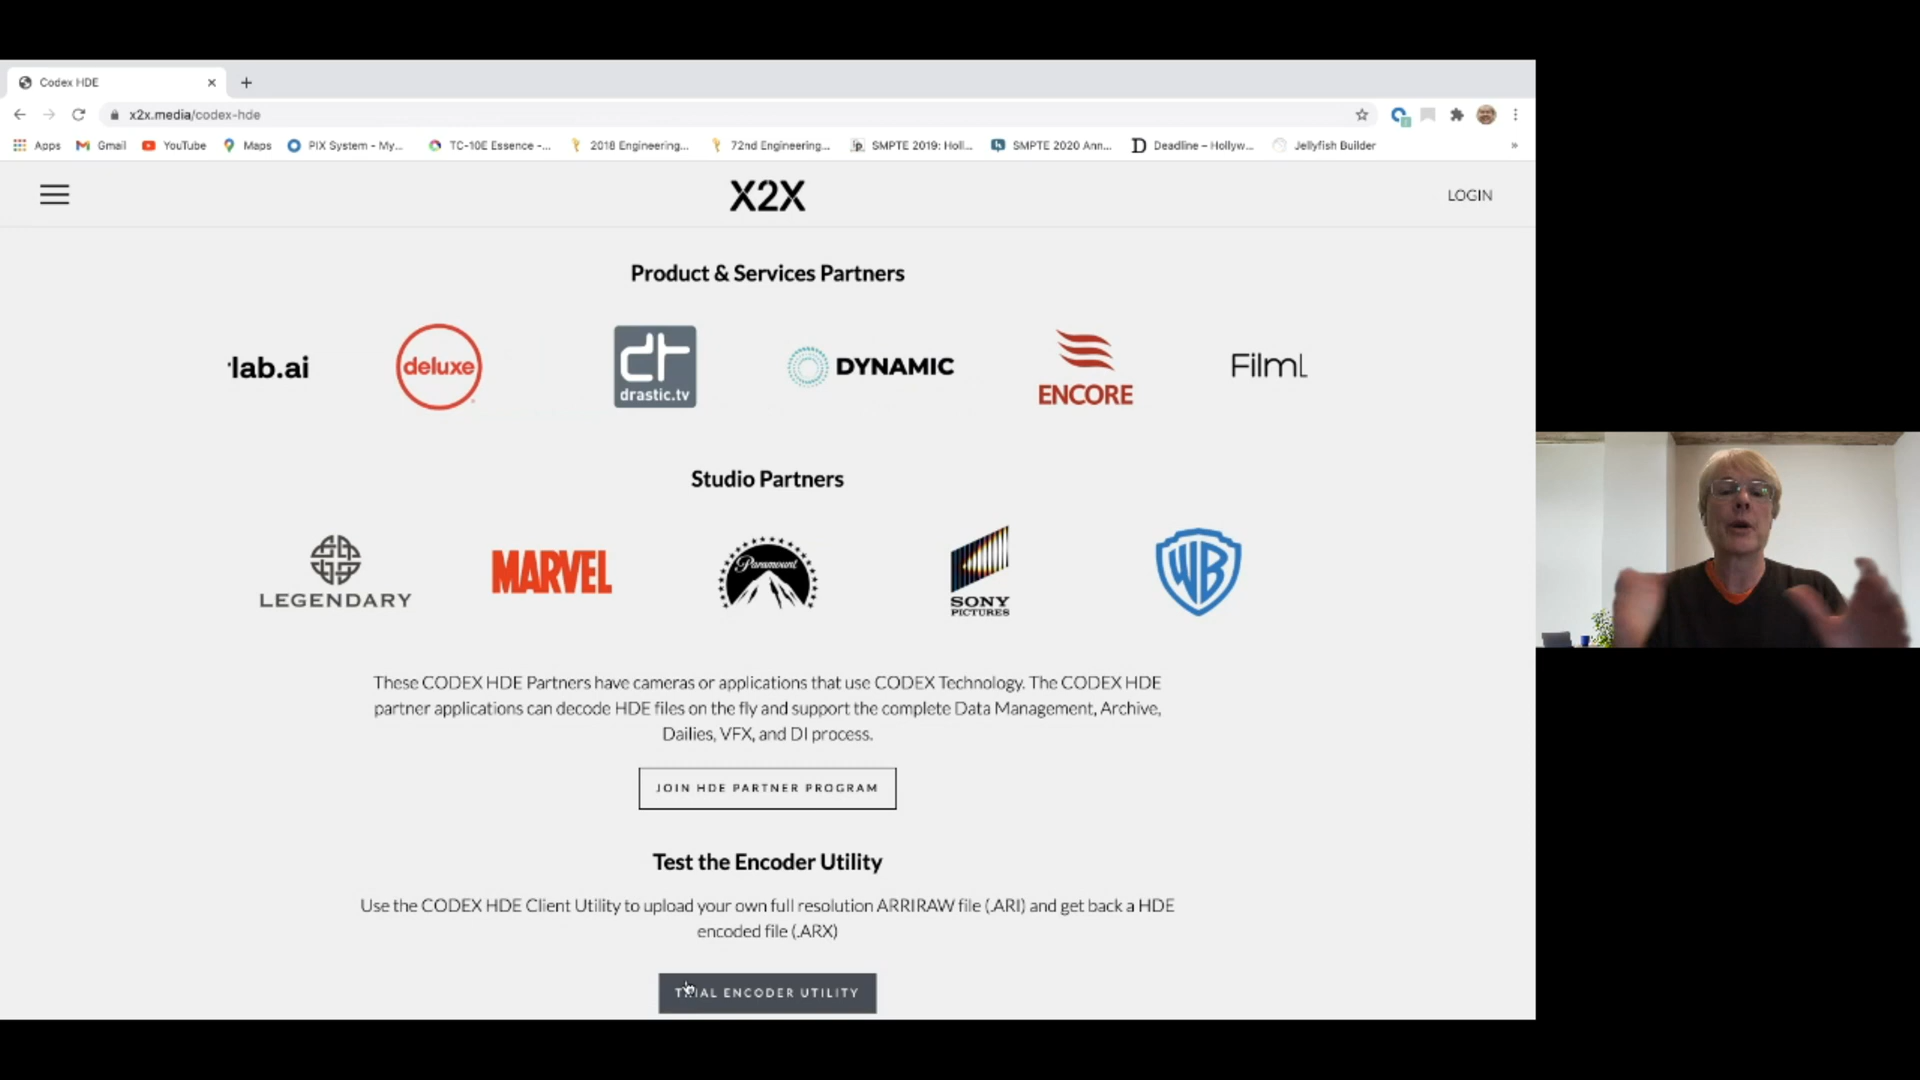 Codex HDE
x2x.media/codex-hde
Apps Gmail YouTube Maps PIX System - My... TC-10E Essence -... 2018 Engineering... 72nd Engineering... SMPTE 2019: Holl... SMPTE 2020 Ann... Deadline – Hollyw... Jellyfish Builder »
X2X
LOGIN
Product & Services Partners
lab.ai deluxe dt drastic.tv DYNAMIC ENCORE FilmL
Studio Partners
LEGENDARY MARVEL Paramount SONY PICTURES WB
These CODEX HDE Partners have cameras or applications that use CODEX Technology. The CODEX HDE
partner applications can decode HDE files on the fly and support the complete Data Management, Archive,
Dailies, VFX, and DI process.
JOIN HDE PARTNER PROGRAM
Test the Encoder Utility
Use the CODEX HDE Client Utility to upload your own full resolution ARRIRAW file (.ARI) and get back a HDE
encoded file (.ARX)
TRIAL ENCODER UTILITY